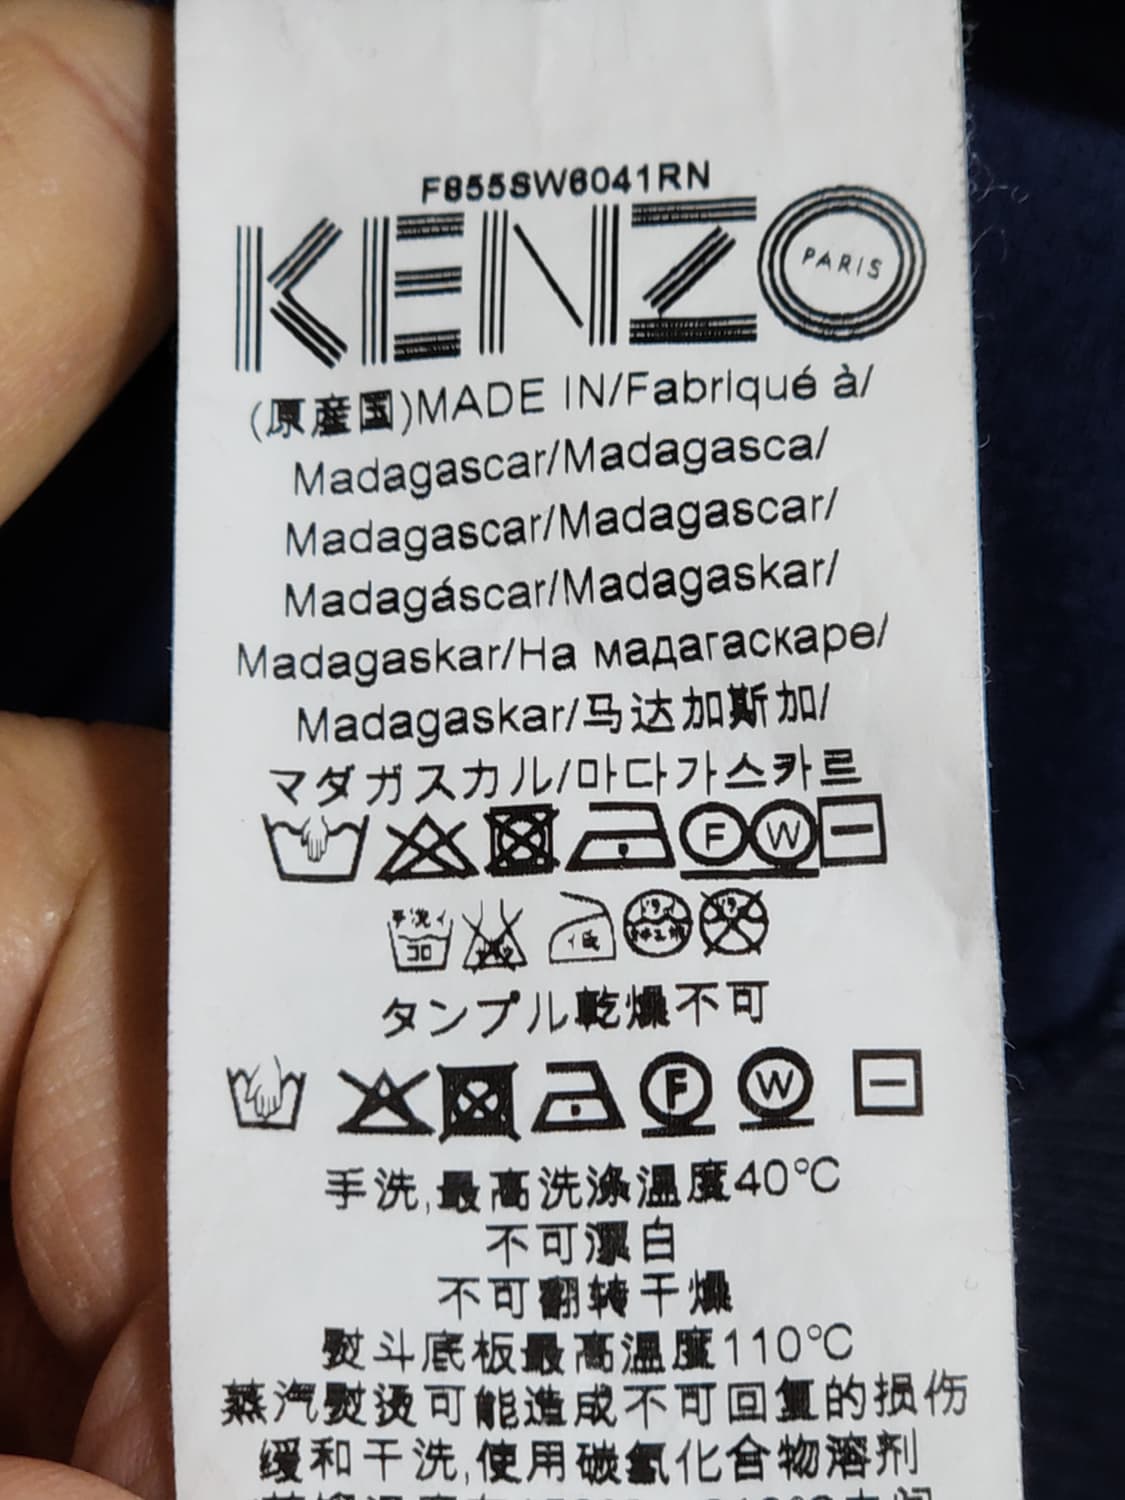 F855SW6041RN
KENZO
PARIS
(原産国)MADE IN/Fabriqué à/
Madagascar/Madagasca/
Madagascar/Madagascar/
Madagáscar/Madagaskar/
Madagaskar/На мадагаскаре/
Madagaskar/马达加斯加/
マダガスカル/마다가스카르
F W
手洗イ
タンブル乾燥不可
F W
手洗,最高洗涤温度40°C
不可漂白
不可翻转干燥
熨斗底板最高温度110°C
蒸汽熨烫可能造成不可回复的损伤
缓和干洗,使用碳氢化合物溶剂